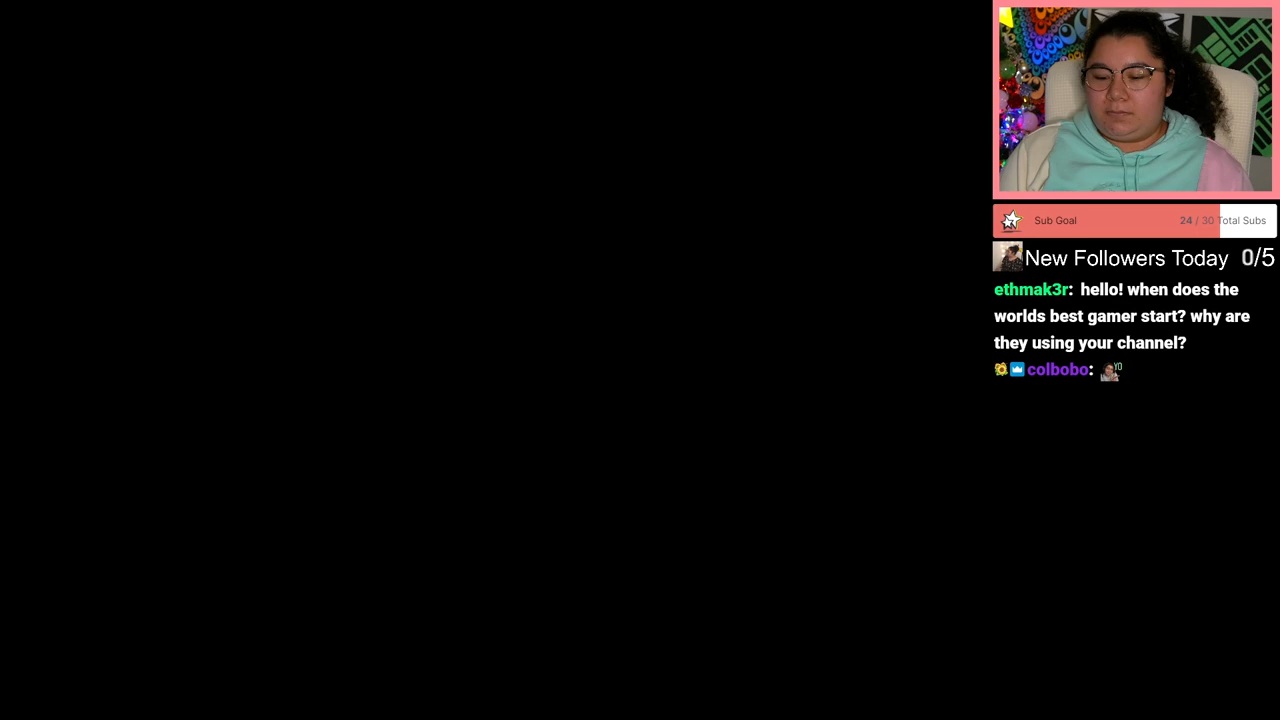 Sub Goal 24 / 30 Total Subs
New Followers Today 0/5
ethmak3r: hello! when does the
worlds best gamer start? why are
they using your channel?
colbobo: YO